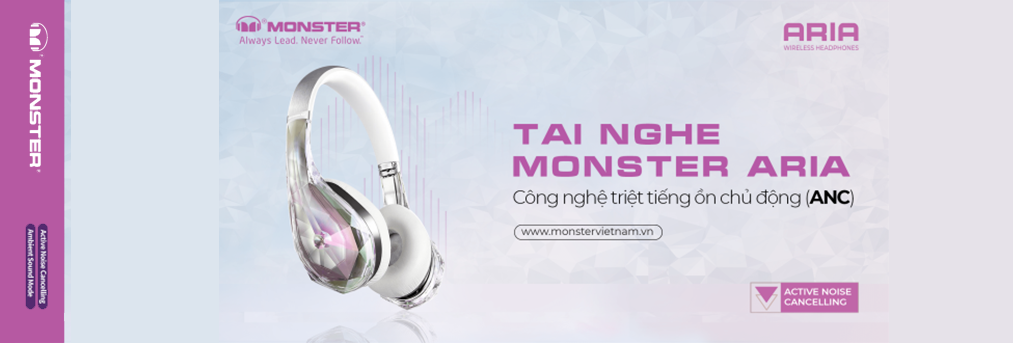 MONSTER®
Active Noise Cancelling
Ambient Sound Mode
MONSTER®
Always Lead. Never Follow.™
ARIA
WIRELESS HEADPHONES
TAI NGHE
MONSTER ARIA
Công nghệ triệt tiếng ồn chủ động (ANC)
www.monstervietnam.vn
ACTIVE NOISE
CANCELLING